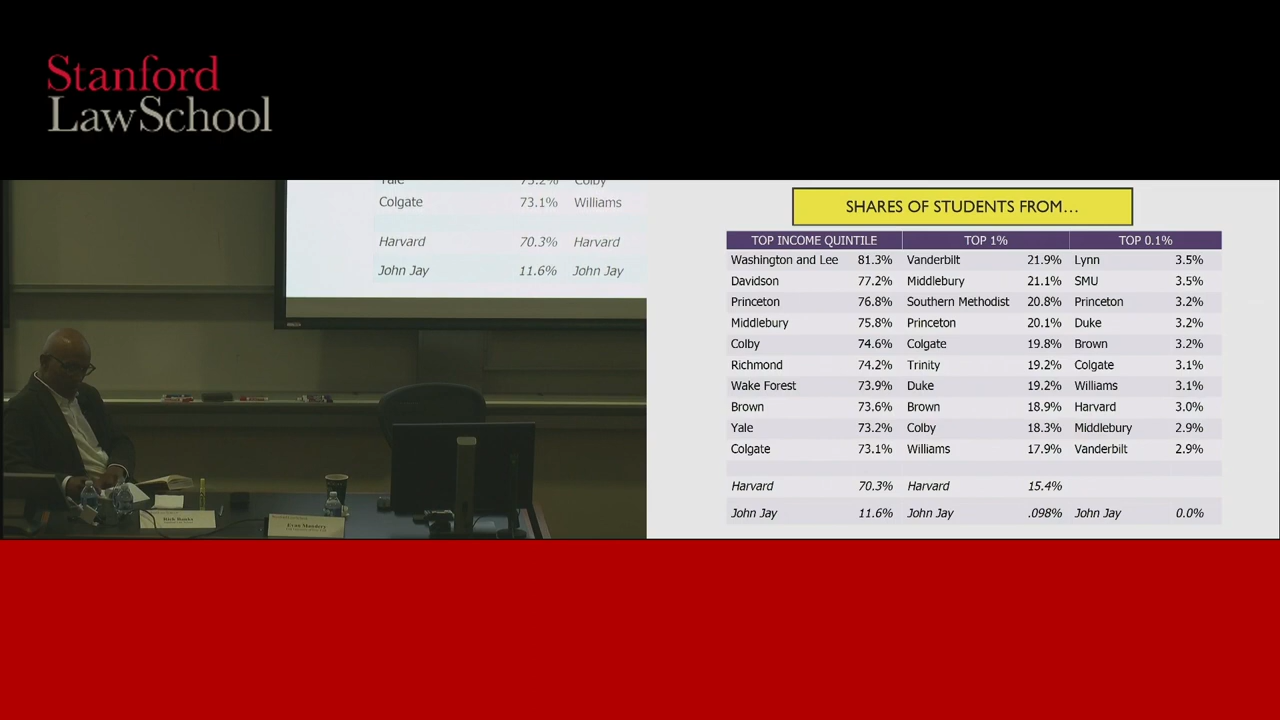 Stanford
LawSchool
Yale 73.2% Colby
Colgate 73.1% Williams
Harvard 70.3% Harvard
John Jay 11.6% John Jay
Evan Mandery
SHARES OF STUDENTS FROM…
TOP INCOME QUINTILE TOP 1% TOP 0.1%
Washington and Lee 81.3% Vanderbilt 21.9% Lynn 3.5%
Davidson 77.2% Middlebury 21.1% SMU 3.5%
Princeton 76.8% Southern Methodist 20.8% Princeton 3.2%
Middlebury 75.8% Princeton 20.1% Duke 3.2%
Colby 74.6% Colgate 19.8% Brown 3.2%
Richmond 74.2% Trinity 19.2% Colgate 3.1%
Wake Forest 73.9% Duke 19.2% Williams 3.1%
Brown 73.6% Brown 18.9% Harvard 3.0%
Yale 73.2% Colby 18.3% Middlebury 2.9%
Colgate 73.1% Williams 17.9% Vanderbilt 2.9%
Harvard 70.3% Harvard 15.4%
John Jay 11.6% John Jay .098% John Jay 0.0%